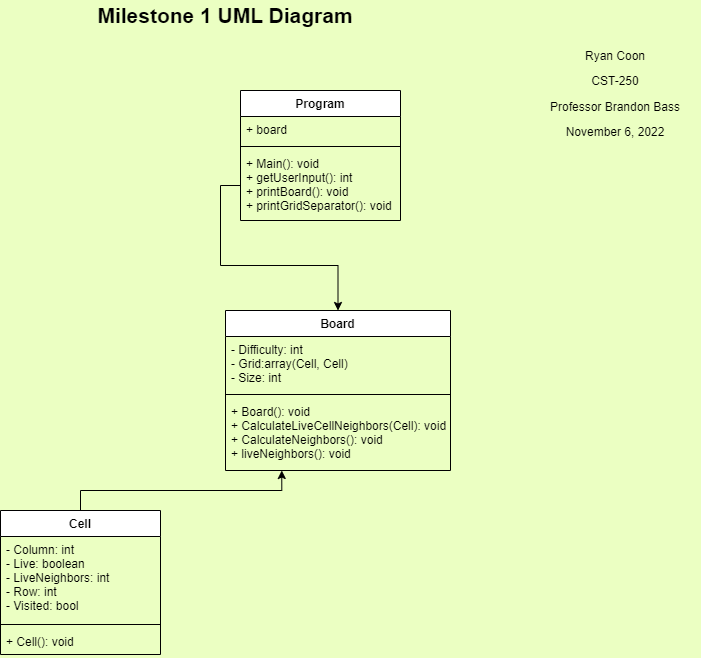 Milestone 1 UML Diagram
Ryan Coon
CST-250
Professor Brandon Bass
November 6, 2022
Program
+ board
+ Main(): void
+ getUserInput(): int
+ printBoard(): void
+ printGridSeparator(): void
Board
- Difficulty: int
- Grid:array(Cell, Cell)
- Size: int
+ Board(): void
+ CalculateLiveCellNeighbors(Cell): void
+ CalculateNeighbors(): void
+ liveNeighbors(): void
Cell
- Column: int
- Live: boolean
- LiveNeighbors: int
- Row: int
- Visited: bool
+ Cell(): void